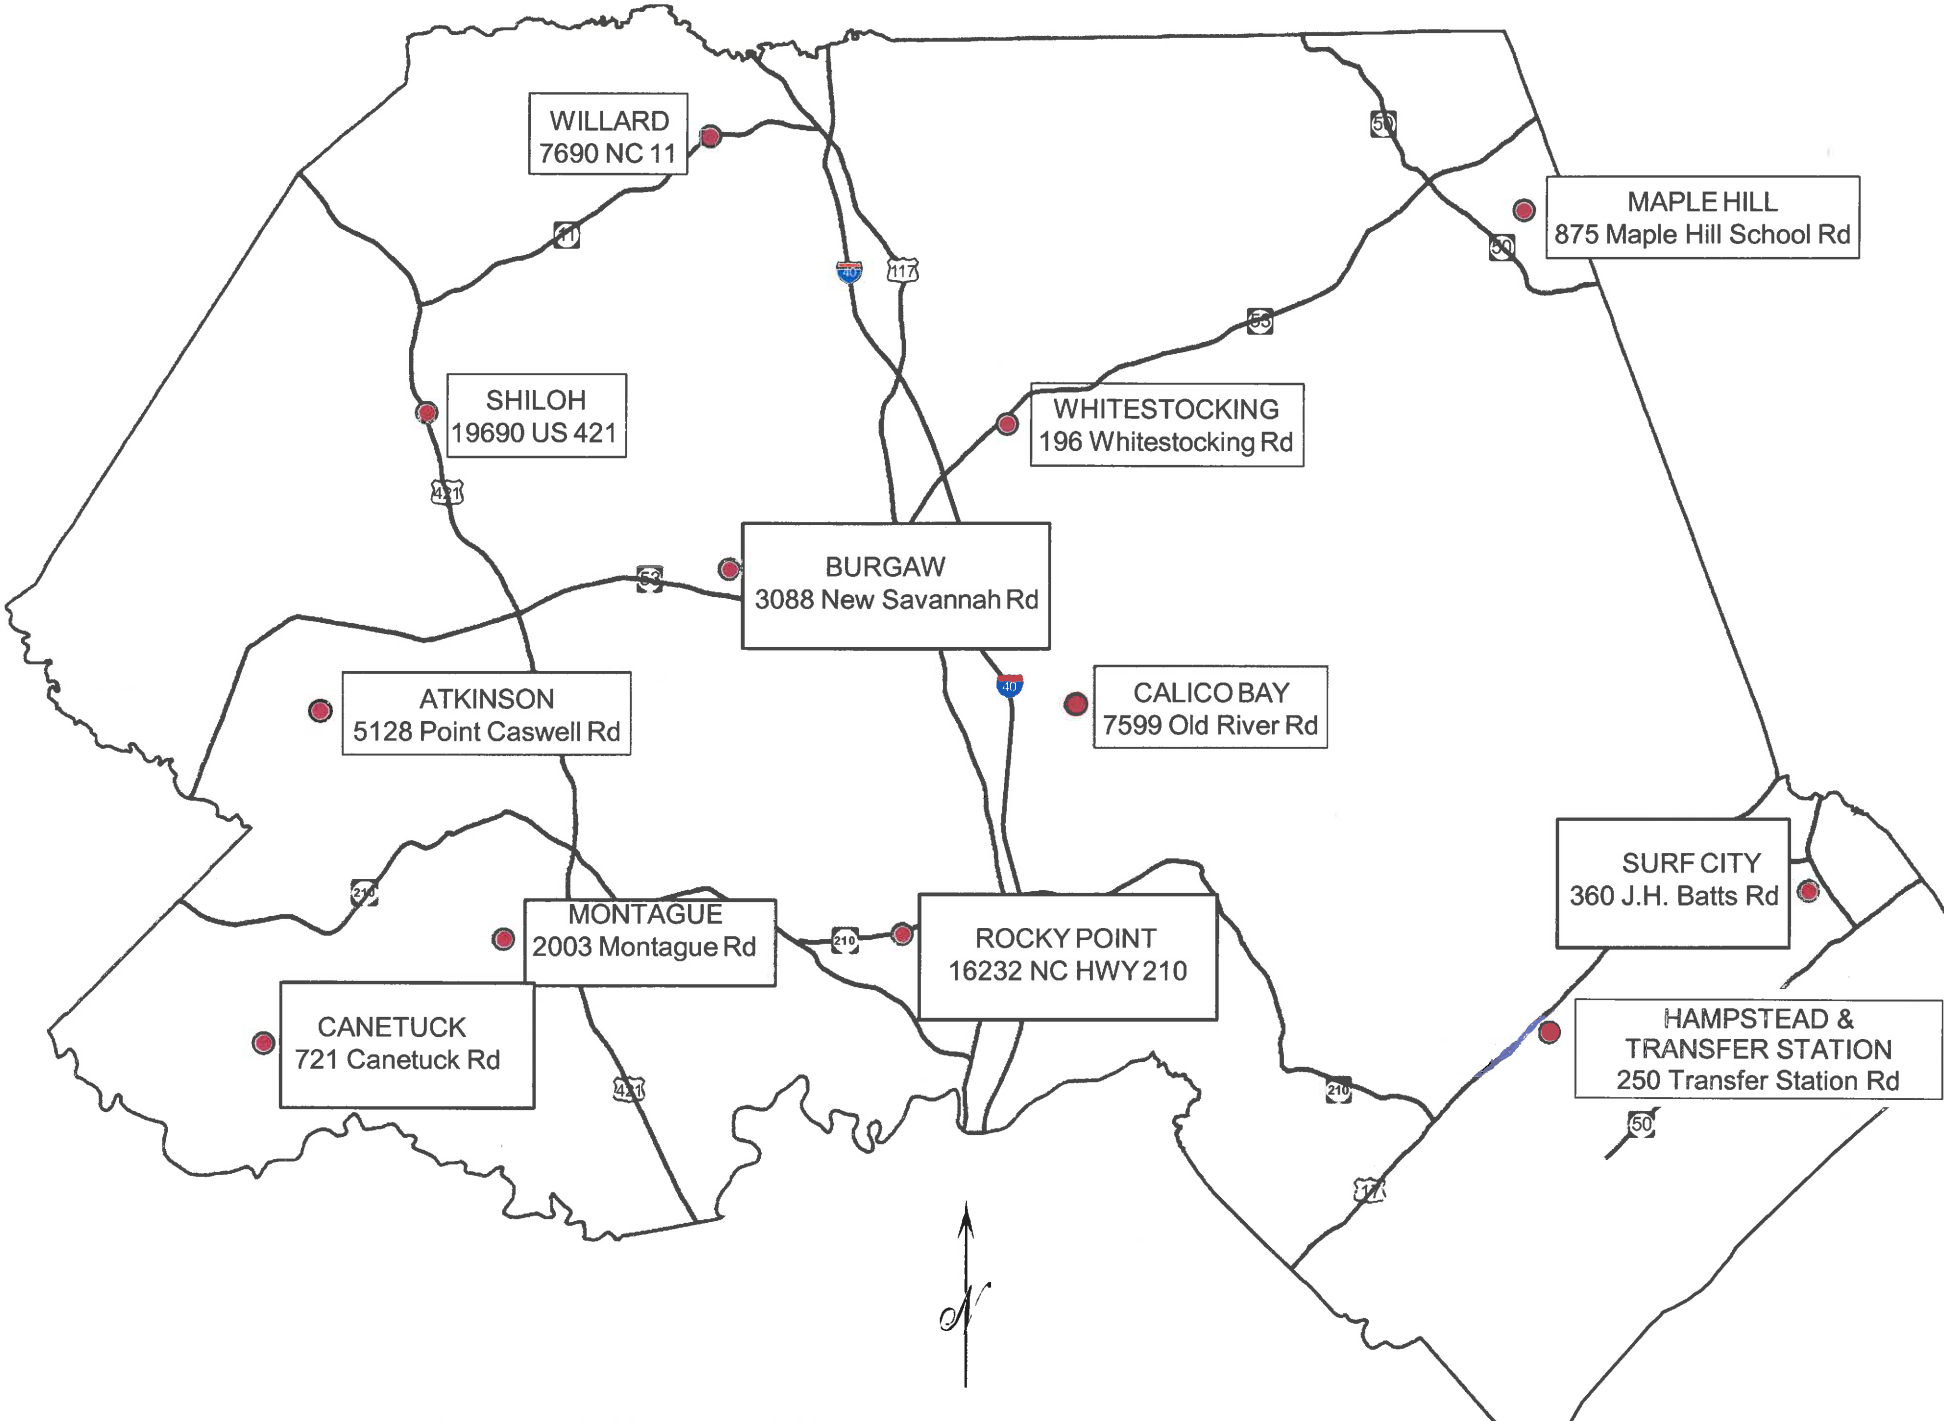 WILLARD
7690 NC 11
50
MAPLE HILL
875 Maple Hill School Rd
11
50
40
117
53
SHILOH
19690 US 421
WHITESTOCKING
196 Whitestocking Rd
421
BURGAW
3088 New Savannah Rd
53
40
ATKINSON
5128 Point Caswell Rd
CALICO BAY
7599 Old River Rd
SURF CITY
360 J.H. Batts Rd
210
MONTAGUE
2003 Montague Rd
210
ROCKY POINT
16232 NC HWY 210
CANETUCK
721 Canetuck Rd
HAMPSTEAD &
TRANSFER STATION
250 Transfer Station Rd
421
210
50
17
N